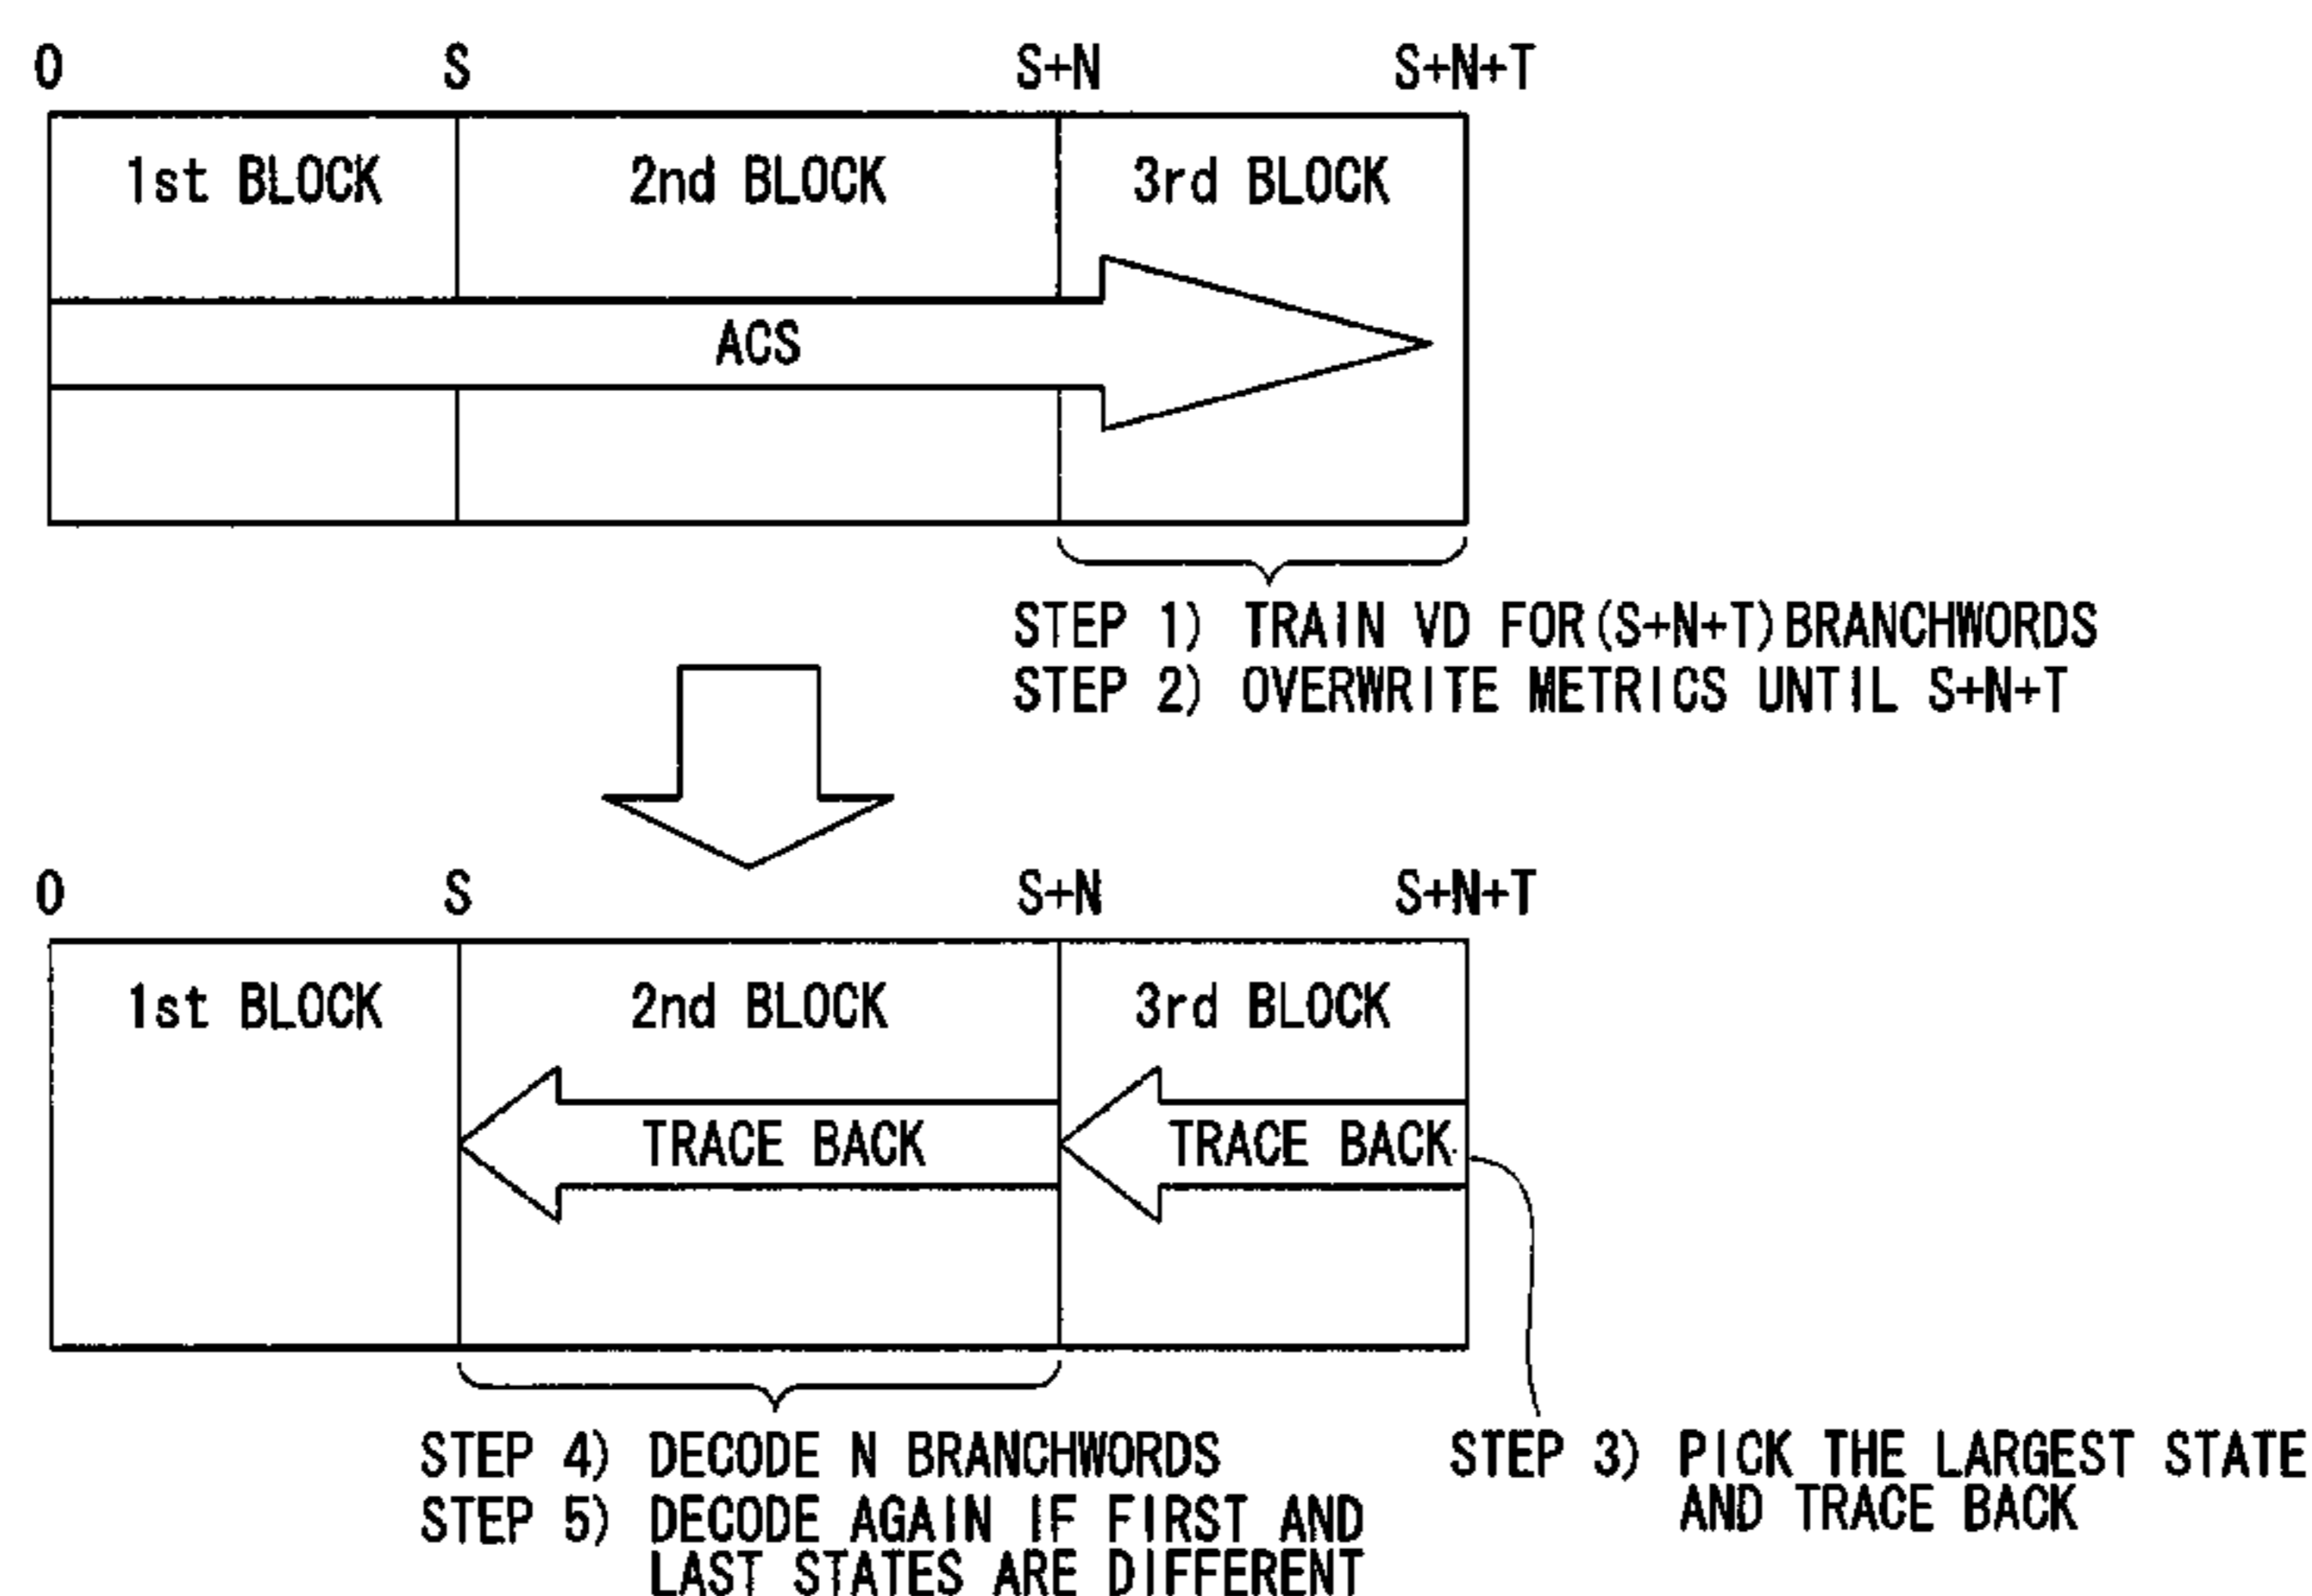 0 S S+N S+N+T
1st BLOCK 2nd BLOCK 3rd BLOCK
ACS
STEP 1) TRAIN VD FOR(S+N+T)BRANCHWORDS
STEP 2) OVERWRITE METRICS UNTIL S+N+T
0 S S+N S+N+T
1st BLOCK 2nd BLOCK 3rd BLOCK
TRACE BACK TRACE BACK
STEP 4) DECODE N BRANCHWORDS
STEP 5) DECODE AGAIN IF FIRST AND
LAST STATES ARE DIFFERENT
STEP 3) PICK THE LARGEST STATE
AND TRACE BACK